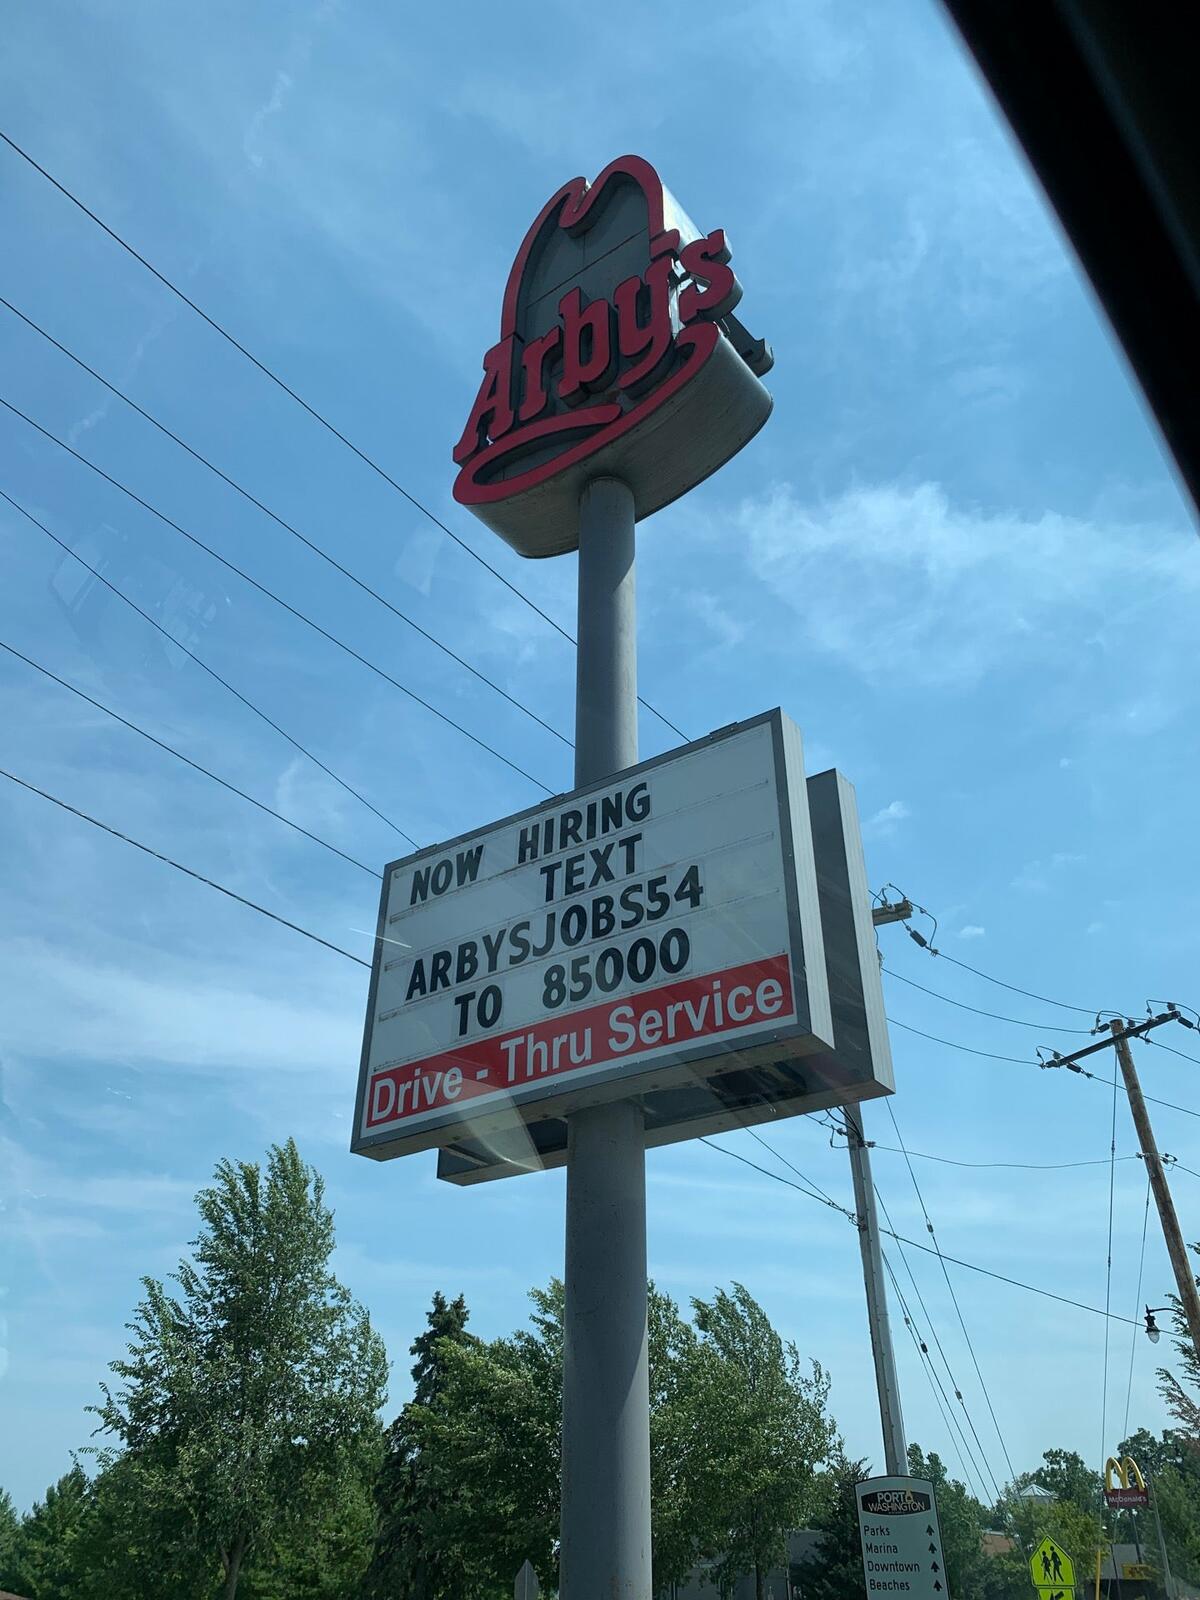 Arby's
NOW HIRING
TEXT
ARBYSJOBS54
TO 85000
Drive - Thru Service
PORT
WASHINGTON
Parks
Marina
Downtown
Beaches
McDonald's